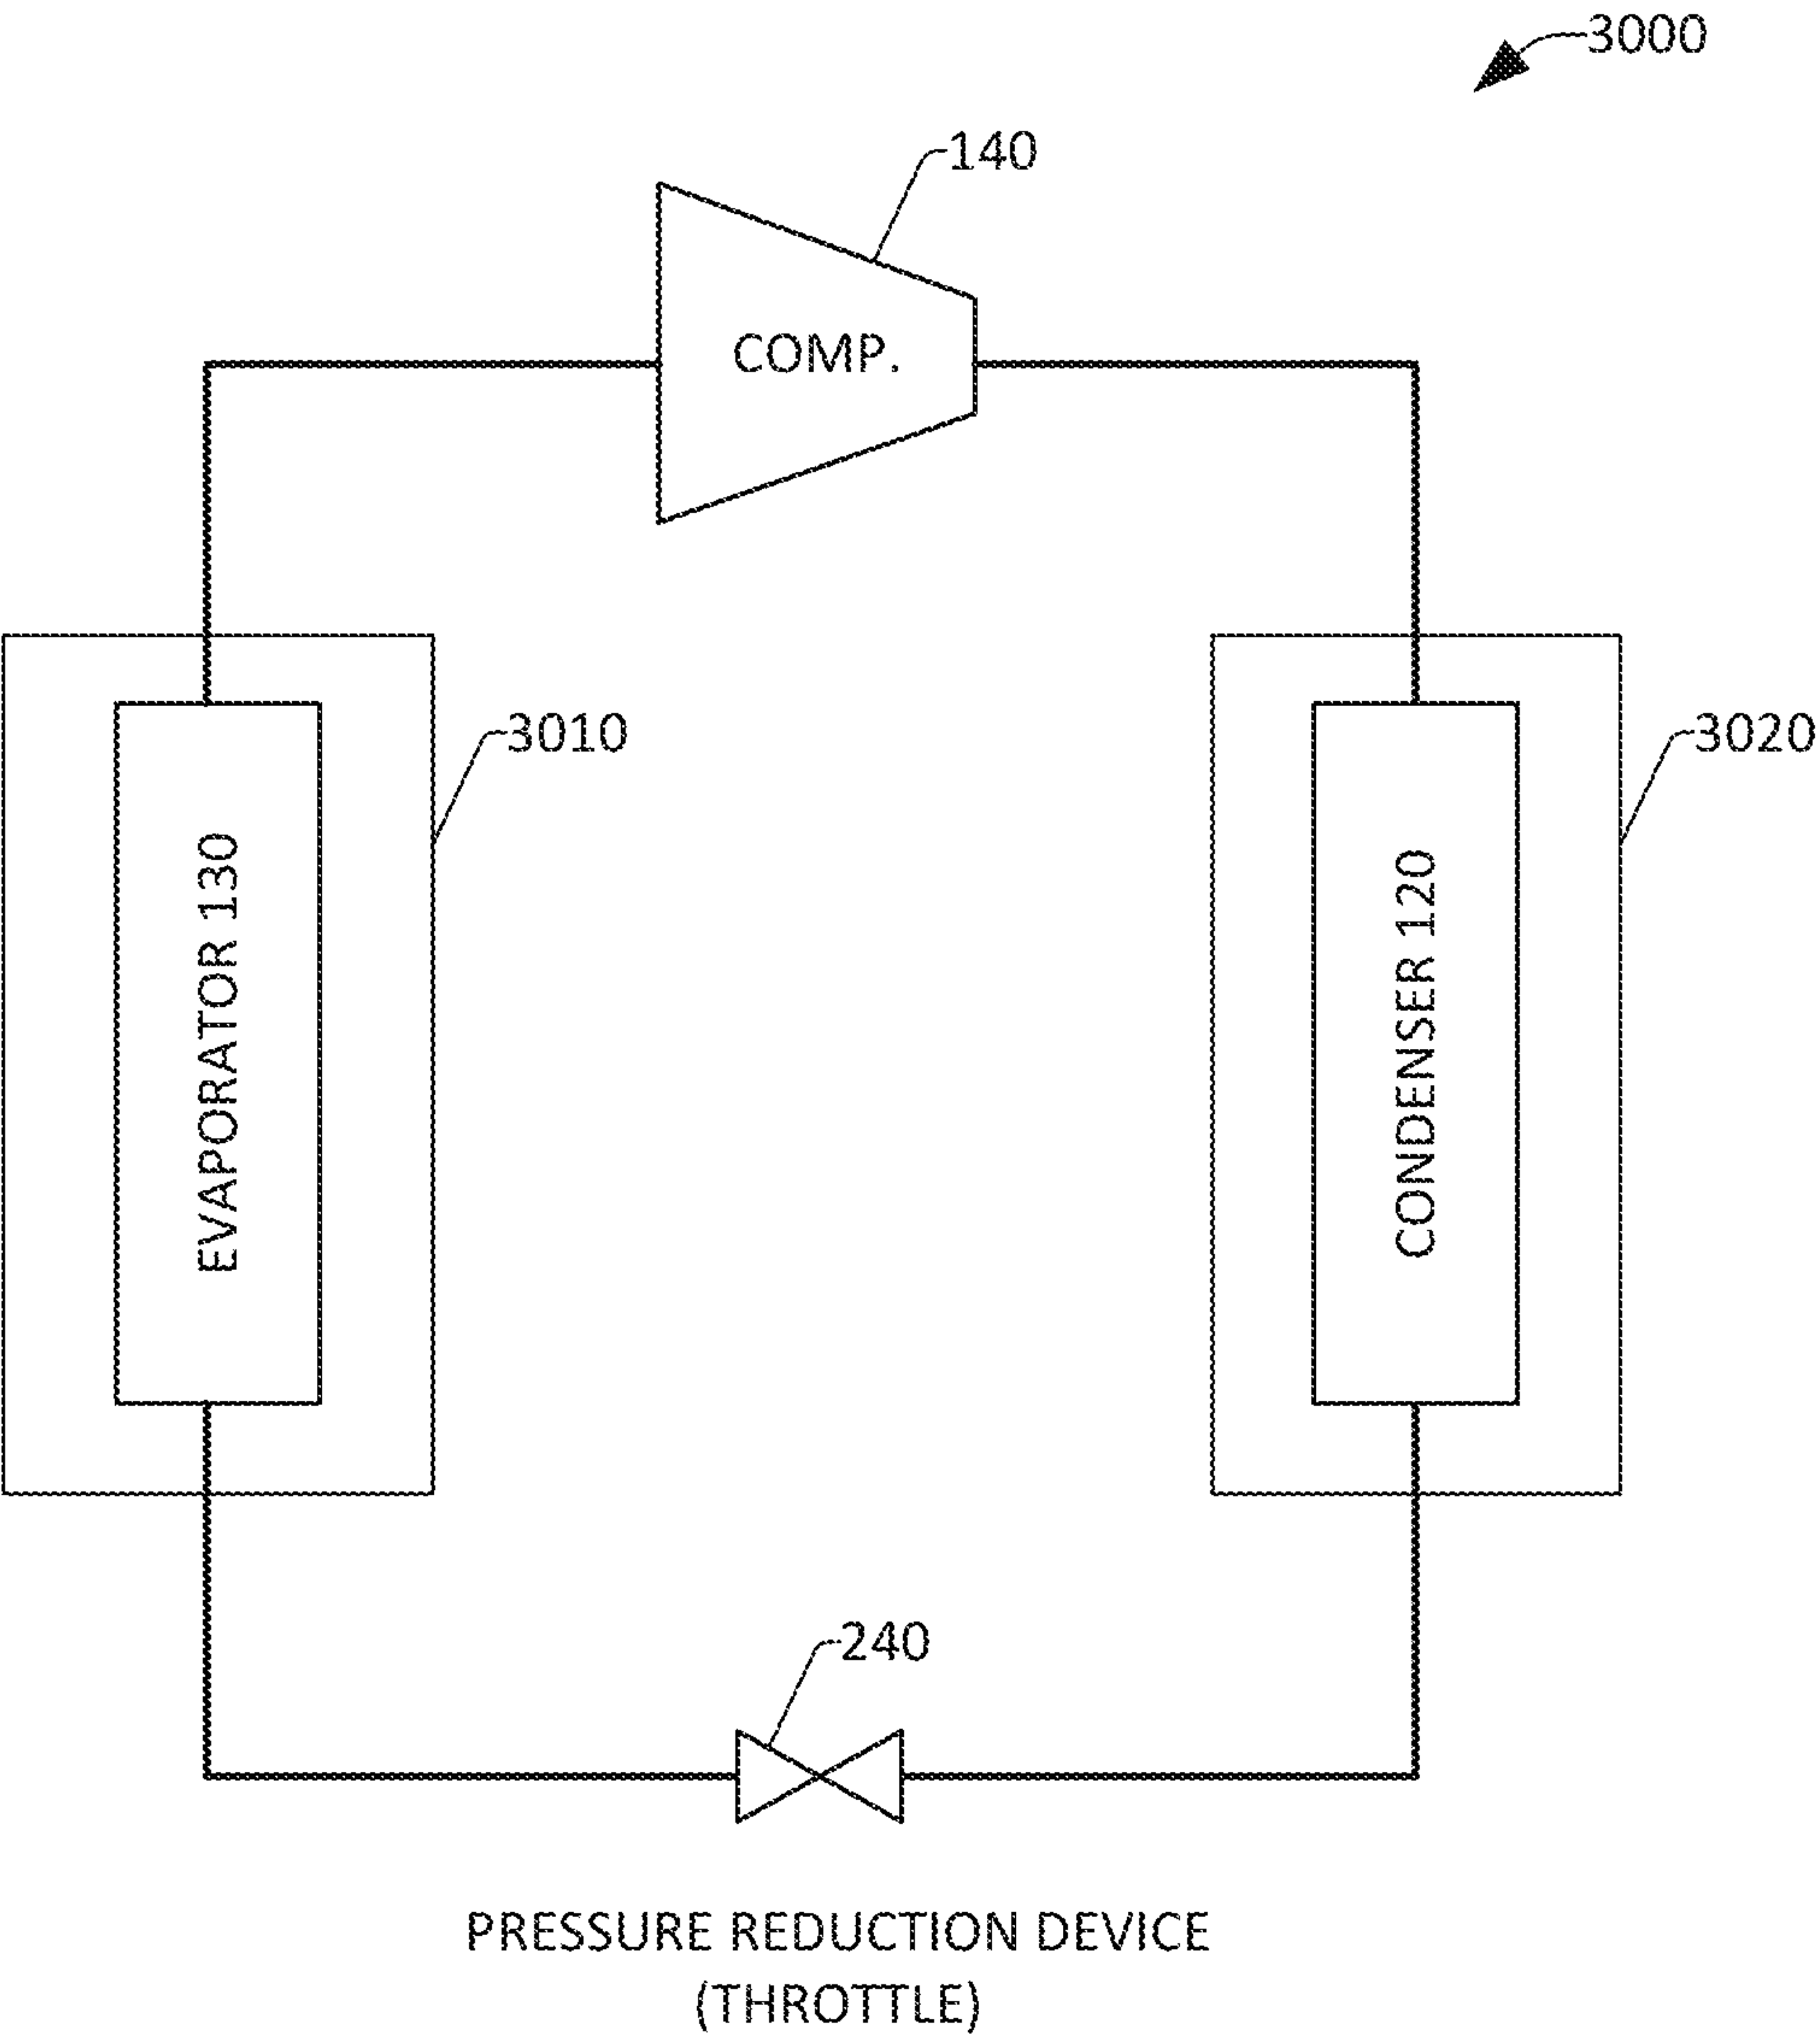 3000
140
COMP.
3010
3020
EVAPORATOR 130
CONDENSER 120
240
PRESSURE REDUCTION DEVICE
(THROTTLE)